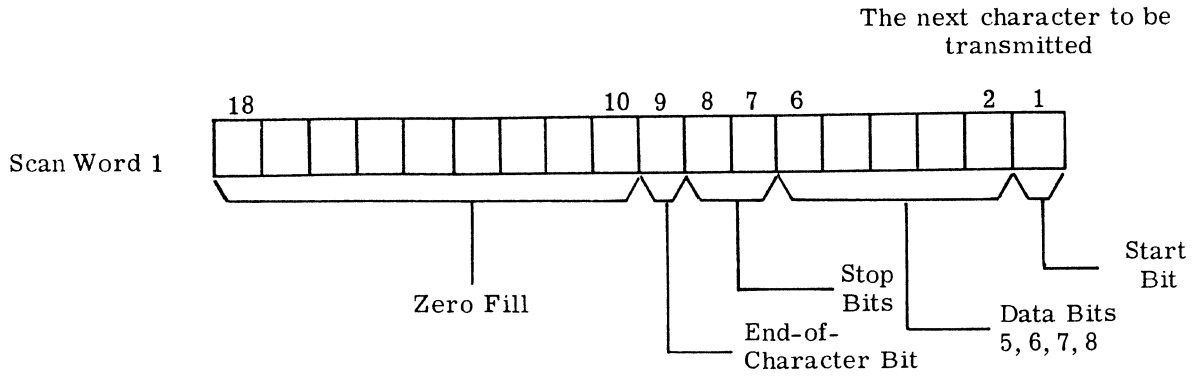 The next character to be
transmitted
18 10 9 8 7 6 2 1
Scan Word 1
Start
Bit
Stop
Bits
Zero Fill
Data Bits
5, 6, 7, 8
End-of-
Character Bit